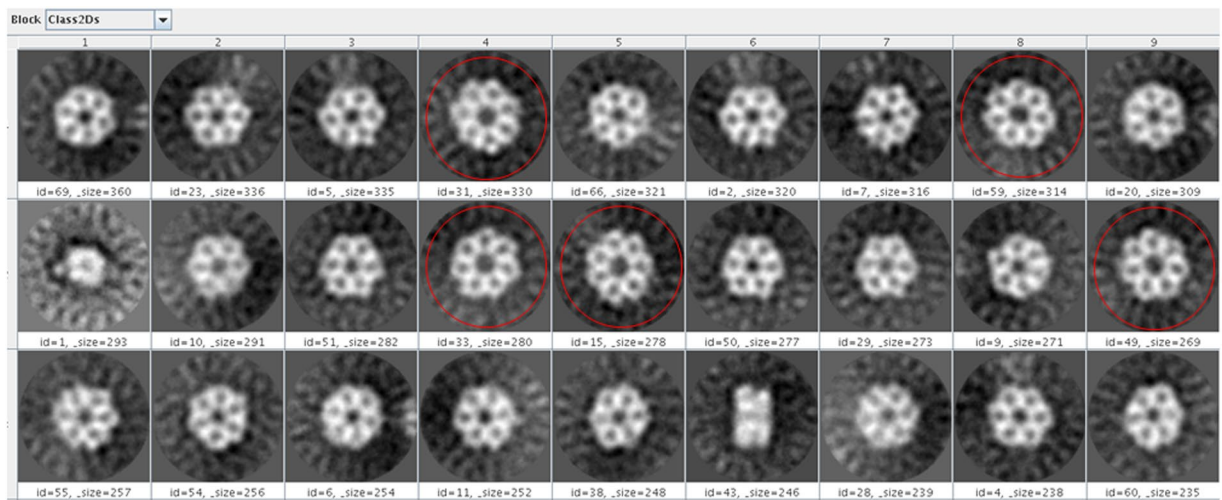 Block Class2Ds
1 2 3 4 5 6 7 8 9
id=69, _size=360 id=23, _size=336 id=5, _size=335 id=31, _size=330 id=66, _size=321 id=2, _size=320 id=7, _size=316 id=59, _size=314 id=20, _size=309
id=1, _size=293 id=10, _size=291 id=51, _size=282 id=33, _size=280 id=15, _size=278 id=50, _size=277 id=29, _size=273 id=9, _size=271 id=49, _size=269
id=55, _size=257 id=54, _size=256 id=6, _size=254 id=11, _size=252 id=38, _size=248 id=43, _size=246 id=28, _size=239 id=4, _size=238 id=60, _size=235